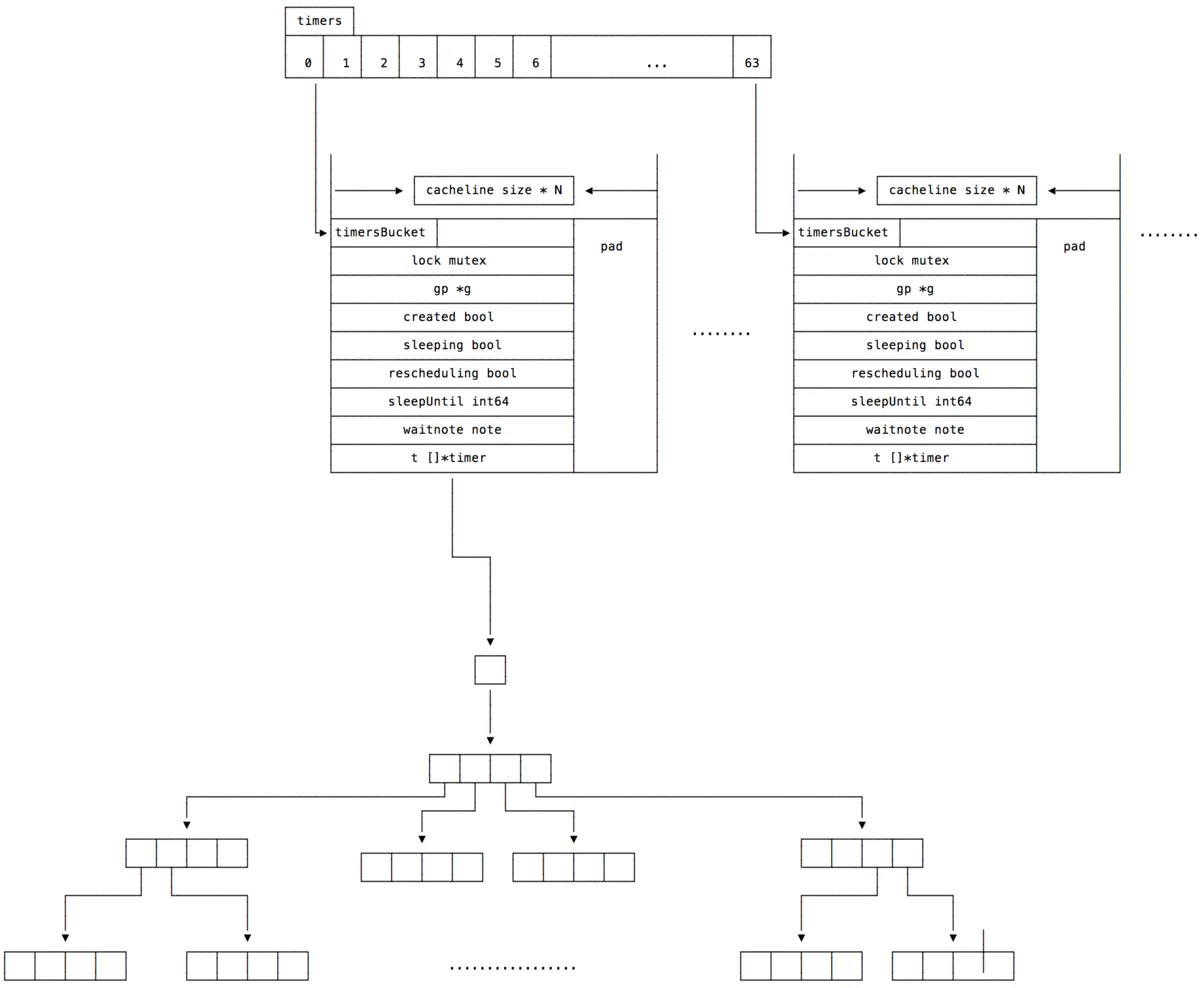 timers
0 1 2 3 4 5 6 ... 63
cacheline size * N
timersBucket
pad
lock mutex
gp *g
created bool
sleeping bool
rescheduling bool
sleepUntil int64
waitnote note
t []*timer
........
cacheline size * N
timersBucket
pad
lock mutex
gp *g
created bool
sleeping bool
rescheduling bool
sleepUntil int64
waitnote note
t []*timer
........
.................